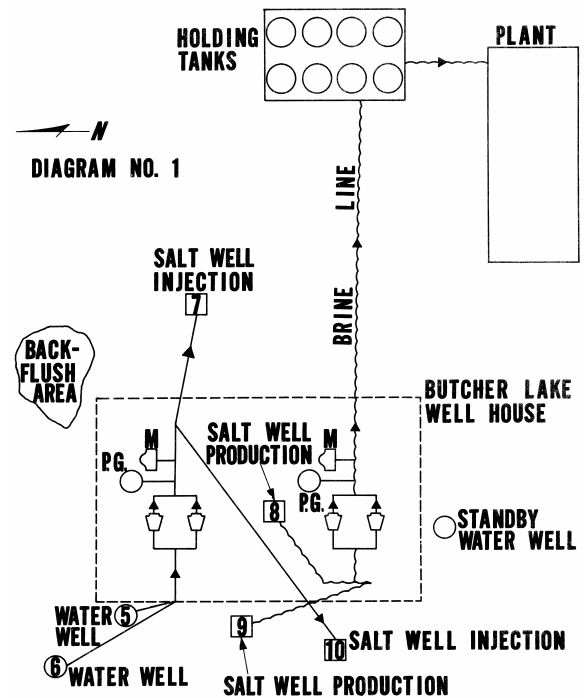 HOLDING
TANKS
PLANT
N
DIAGRAM NO. 1
BRINE LINE
SALT WELL
INJECTION
7
BACK-
FLUSH
AREA
BUTCHER LAKE
WELL HOUSE
M
P.G.
SALT WELL
PRODUCTION
8
M
P.G.
STANDBY
WATER WELL
WATER
WELL
5
6
WATER WELL
9
SALT WELL PRODUCTION
10
SALT WELL INJECTION